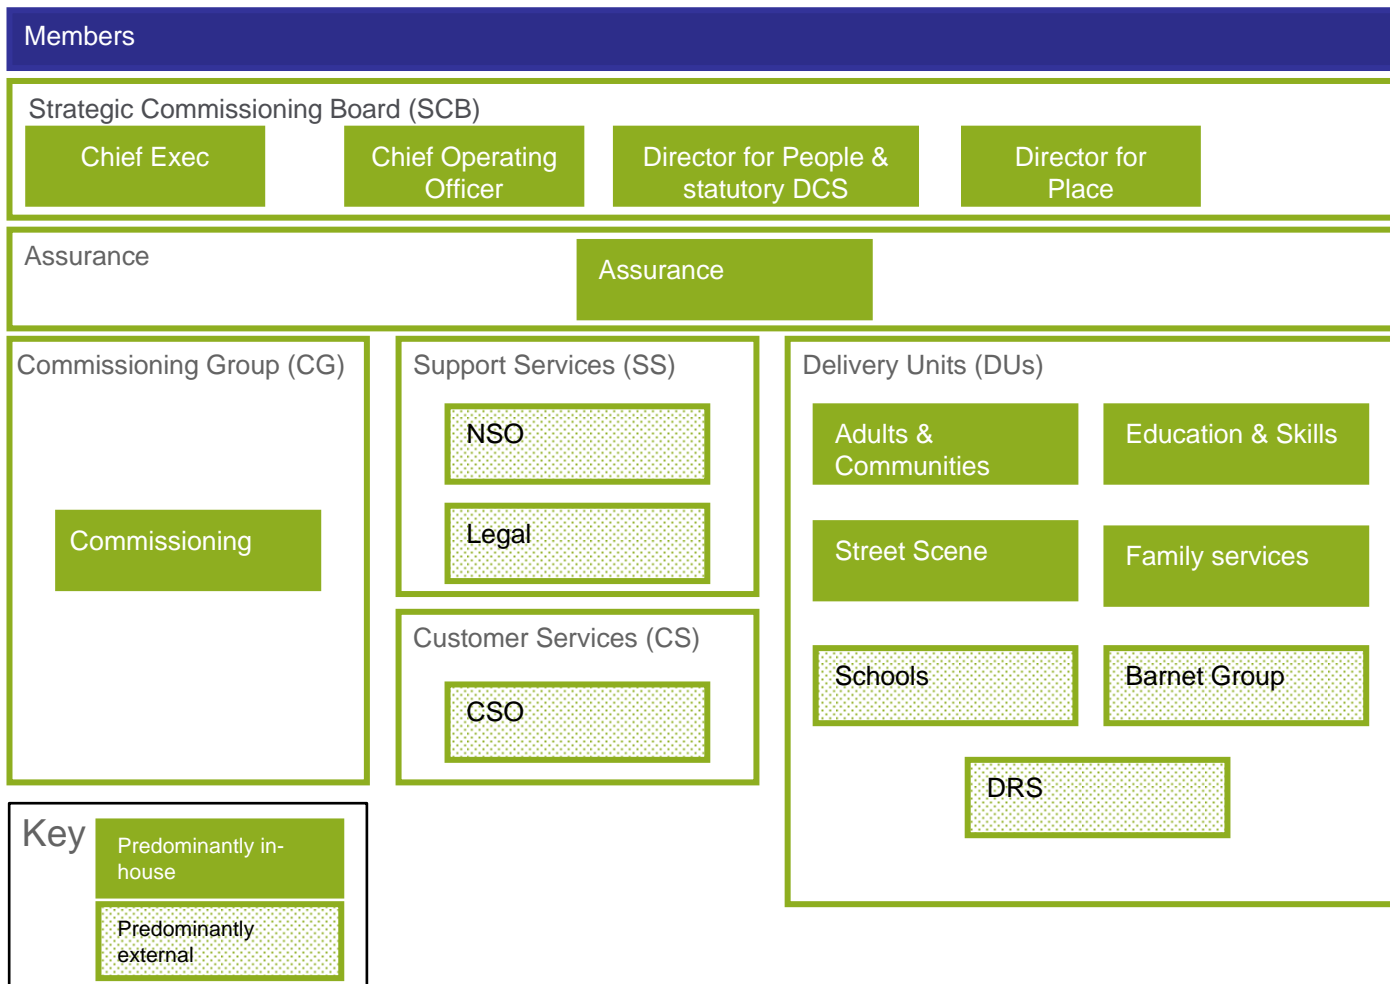 Members
Strategic Commissioning Board (SCB)
Chief Exec
Chief Operating
Officer
Director for People &
statutory DCS
Director for
Place
Assurance
Assurance
Commissioning Group (CG)
Commissioning
Support Services (SS)
NSO
Legal
Customer Services (CS)
CSO
Delivery Units (DUs)
Adults &
Communities
Education & Skills
Street Scene
Family services
Schools
Barnet Group
DRS
Key
Predominantly in-
house
Predominantly
external